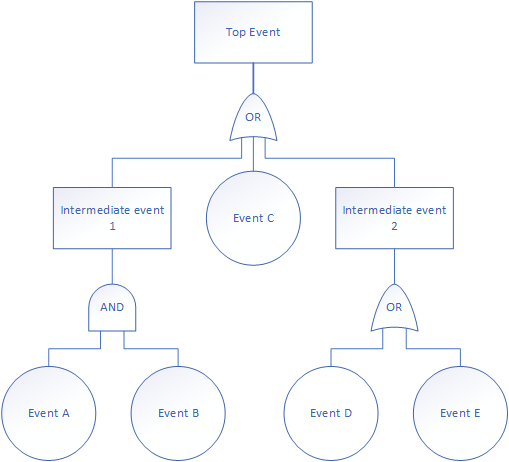 Top Event
OR
Intermediate event
1
Event C
Intermediate event
2
AND
OR
Event A
Event B
Event D
Event E